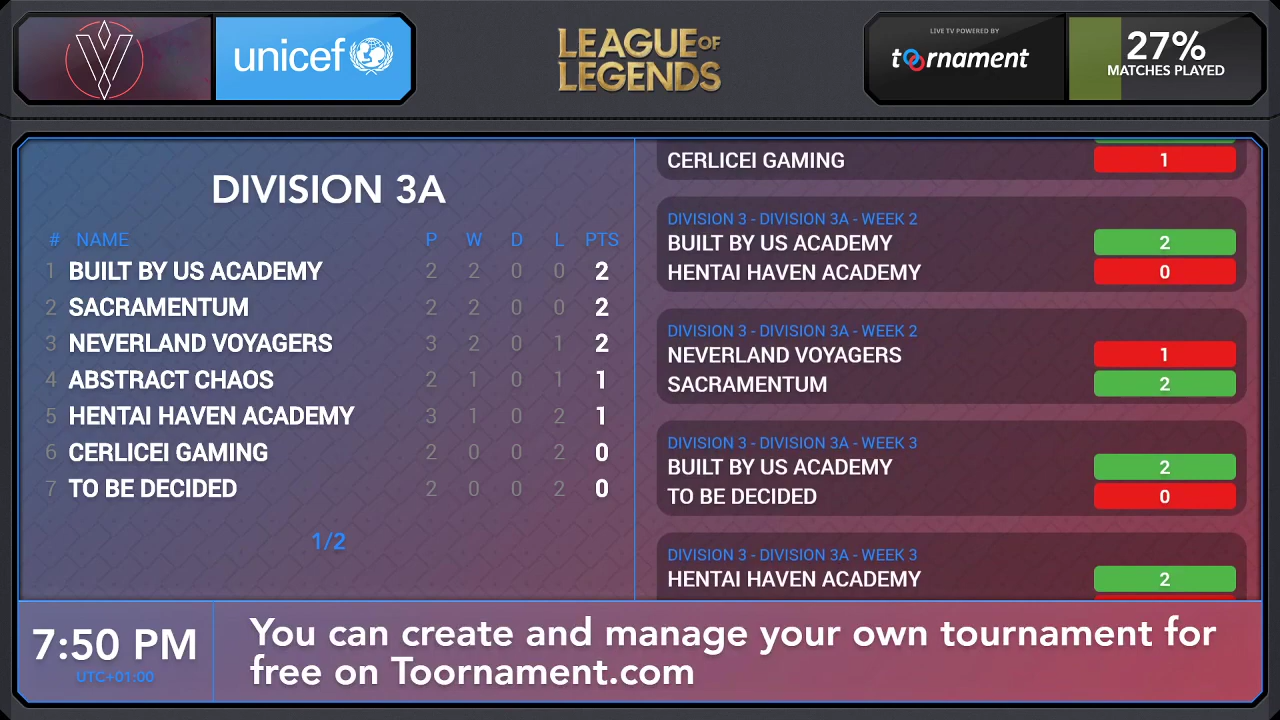 unicef
LEAGUE OF
LEGENDS
LIVE TV POWERED BY
toornament
27%
MATCHES PLAYED
DIVISION 3A
# NAME P W D L PTS
1 BUILT BY US ACADEMY 2 2 0 0 2
2 SACRAMENTUM 2 2 0 0 2
3 NEVERLAND VOYAGERS 3 2 0 1 2
4 ABSTRACT CHAOS 2 1 0 1 1
5 HENTAI HAVEN ACADEMY 3 1 0 2 1
6 CERLICEI GAMING 2 0 0 2 0
7 TO BE DECIDED 2 0 0 2 0
1/2
CERLICEI GAMING 1
DIVISION 3 - DIVISION 3A - WEEK 2
BUILT BY US ACADEMY 2
HENTAI HAVEN ACADEMY 0
DIVISION 3 - DIVISION 3A - WEEK 2
NEVERLAND VOYAGERS 1
SACRAMENTUM 2
DIVISION 3 - DIVISION 3A - WEEK 3
BUILT BY US ACADEMY 2
TO BE DECIDED 0
DIVISION 3 - DIVISION 3A - WEEK 3
HENTAI HAVEN ACADEMY 2
7:50 PM
UTC+01:00
You can create and manage your own tournament for
free on Toornament.com